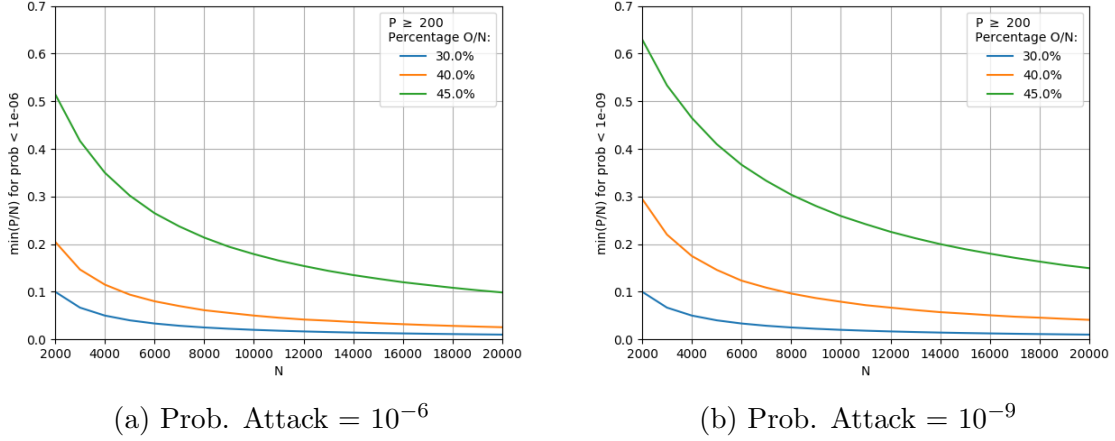 0.7
0.6
0.5
0.4
0.3
0.2
0.1
0.0
min(P/N) for prob < 1e-06
P ≥ 200
Percentage O/N:
30.0%
40.0%
45.0%
2000 4000 6000 8000 10000 12000 14000 16000 18000 20000
N
(a) Prob. Attack = 10⁻⁶
0.7
0.6
0.5
0.4
0.3
0.2
0.1
0.0
min(P/N) for prob < 1e-09
P ≥ 200
Percentage O/N:
30.0%
40.0%
45.0%
2000 4000 6000 8000 10000 12000 14000 16000 18000 20000
N
(b) Prob. Attack = 10⁻⁹